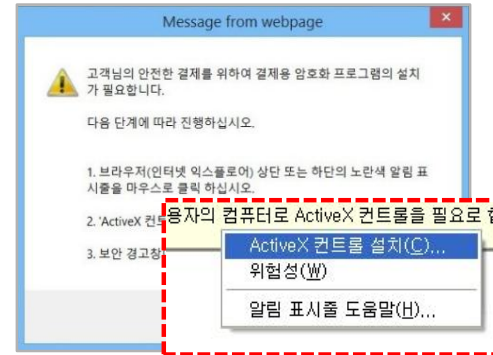 Message from webpage
고객님의 안전한 결제를 위하여 결제용 암호화 프로그램의 설치
가 필요합니다.
다음 단계에 따라 진행하십시오.
1. 브라우저(인터넷 익스플로어) 상단 또는 하단의 노란색 알림 표
시줄을 마우스로 클릭 하십시오.
2. 'ActiveX 컨트
용자의 컴퓨터로 ActiveX 컨트롤을 필요로
ActiveX 컨트롤 설치(C)...
3. 보안 경고창
위험성(W)
알림 표시줄 도움말(H)...